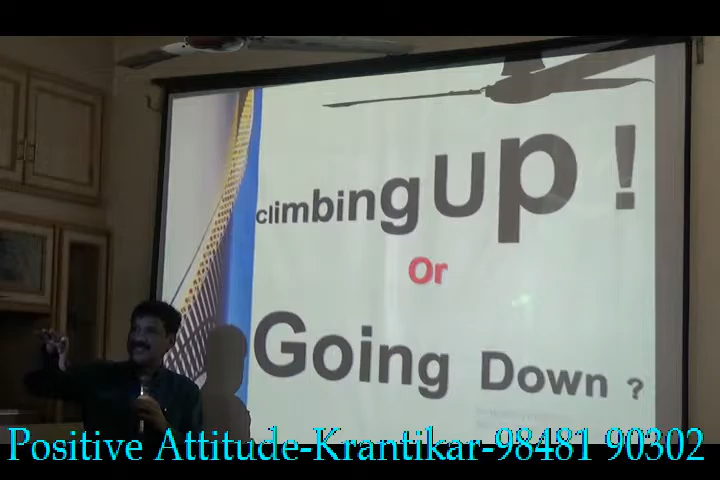 climbing Up !
Or
Going Down ?
Positive Attitude-Krantikar-98481 90302